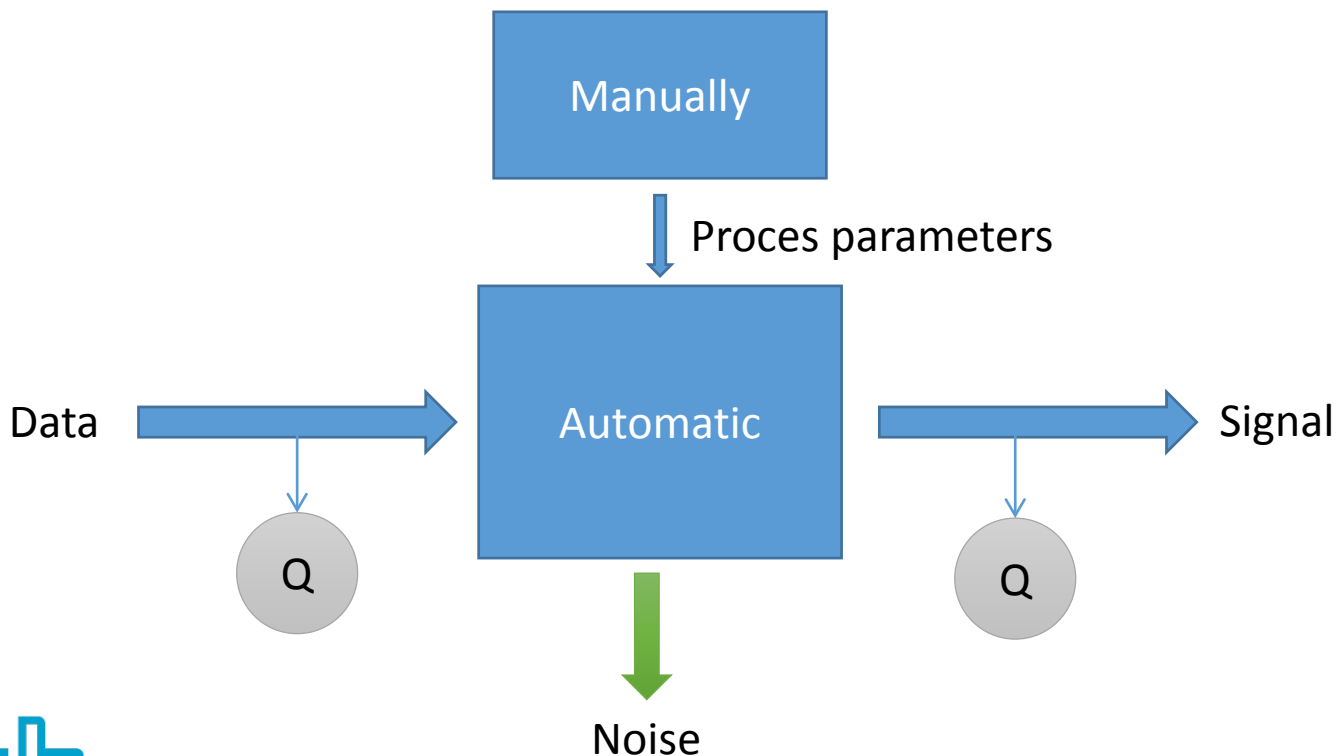 Manually
Proces parameters
Data
Automatic
Signal
Q
Q
Noise